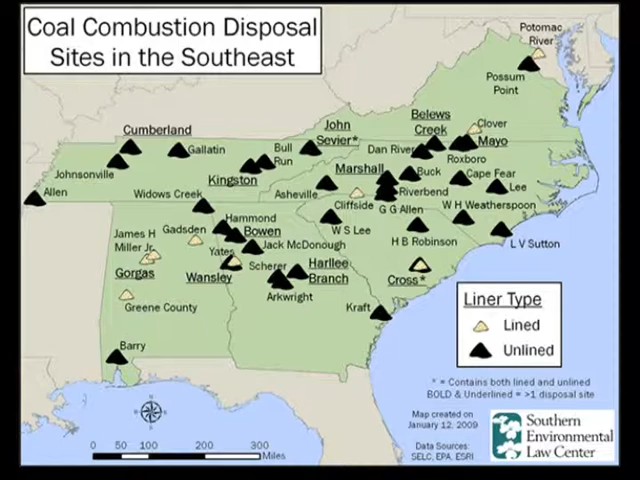 Coal Combustion Disposal
Sites in the Southeast
Potomac
River
Possum
Point
Belews
Creek
Clover
John
Sevier*
Dan River
Mayo
Cumberland
Bull
Run
Gallatin
Roxboro
Johnsonville
Kingston
Marshall
Buck
Cape Fear
Allen
Widows Creek
Asheville
Riverbend
Lee
Cliffside
G G Allen
W H Weatherspoon
Hammond
W S Lee
James H
Miller Jr.
Gadsden
Bowen
H B Robinson
L V Sutton
Yates
Jack McDonough
Gorgas
Wansley
Scherer
Harllee
Branch
Cross*
Arkwright
Greene County
Kraft
Barry
Liner Type
Lined
Unlined
* = Contains both lined and unlined
BOLD & Underlined = >1 disposal site
Map created on
January 12, 2009
Data Sources:
SELC, EPA, ESRI
Southern
Environmental
Law Center
0 50 100 200 300
Miles